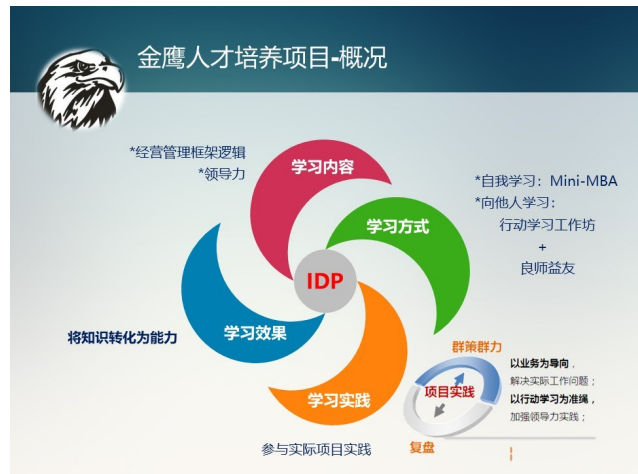 金鹰人才培养项目-概况
*经营管理框架逻辑
*领导力
学习内容
*自我学习：Mini-MBA
*向他人学习：
行动学习工作坊
+
良师益友
学习方式
IDP
学习效果
将知识转化为能力
学习实践
参与实际项目实践
群策群力
项目实践
复盘
以业务为导向，
解决实际工作问题；
以行动学习为准绳，
加强领导力实践；